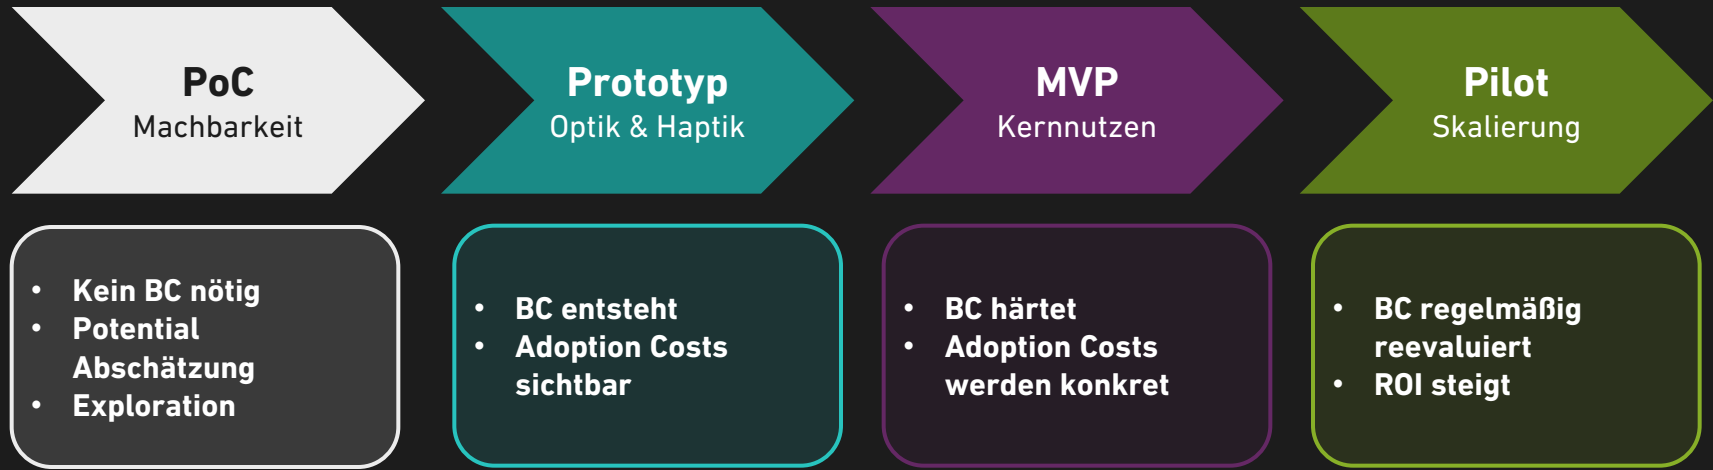 PoC
Machbarkeit
Prototyp
Optik & Haptik
MVP
Kernnutzen
Pilot
Skalierung
• Kein BC nötig
• Potential
Abschätzung
• Exploration
• BC entsteht
• Adoption Costs
sichtbar
• BC härtet
• Adoption Costs
werden konkret
• BC regelmäßig
reevaluiert
• ROI steigt